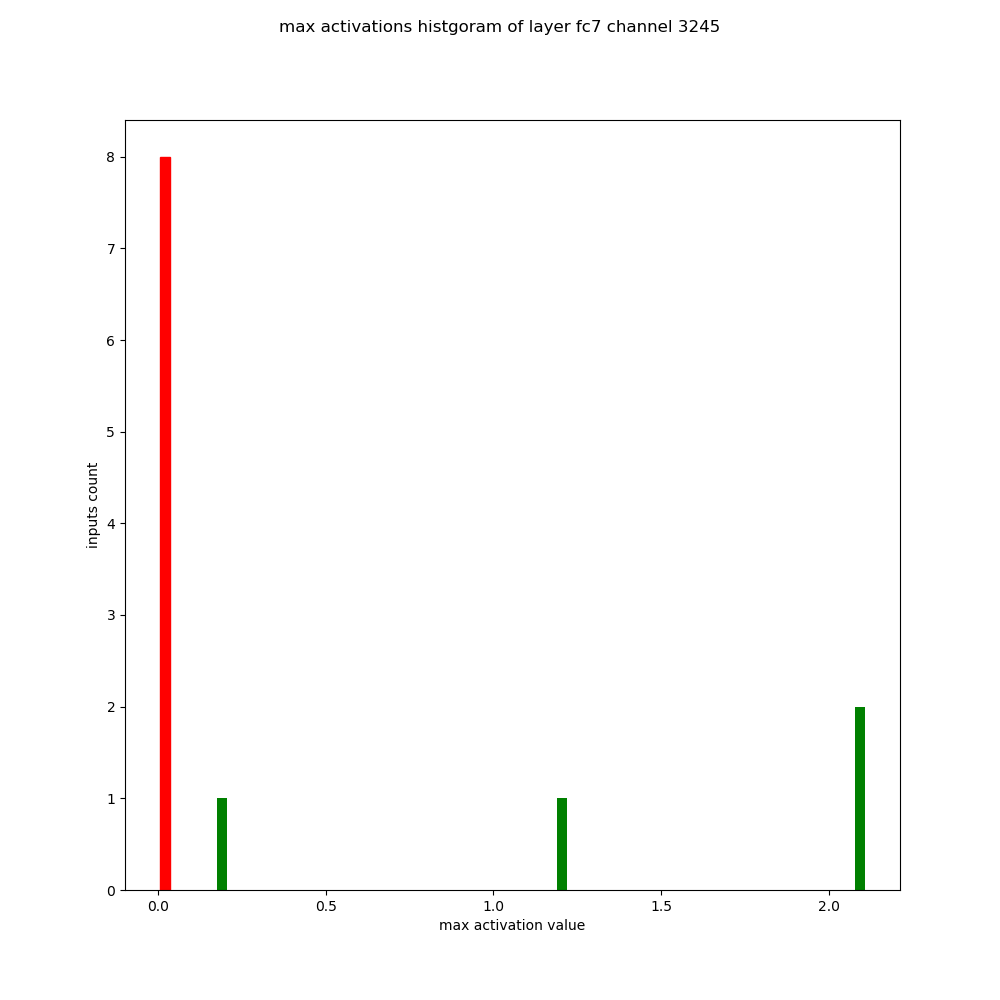 max activations histgoram of layer fc7 channel 3245
8
7
6
5
4
3
2
1
0
inputs count
0.0 0.5 1.0 1.5 2.0
max activation value